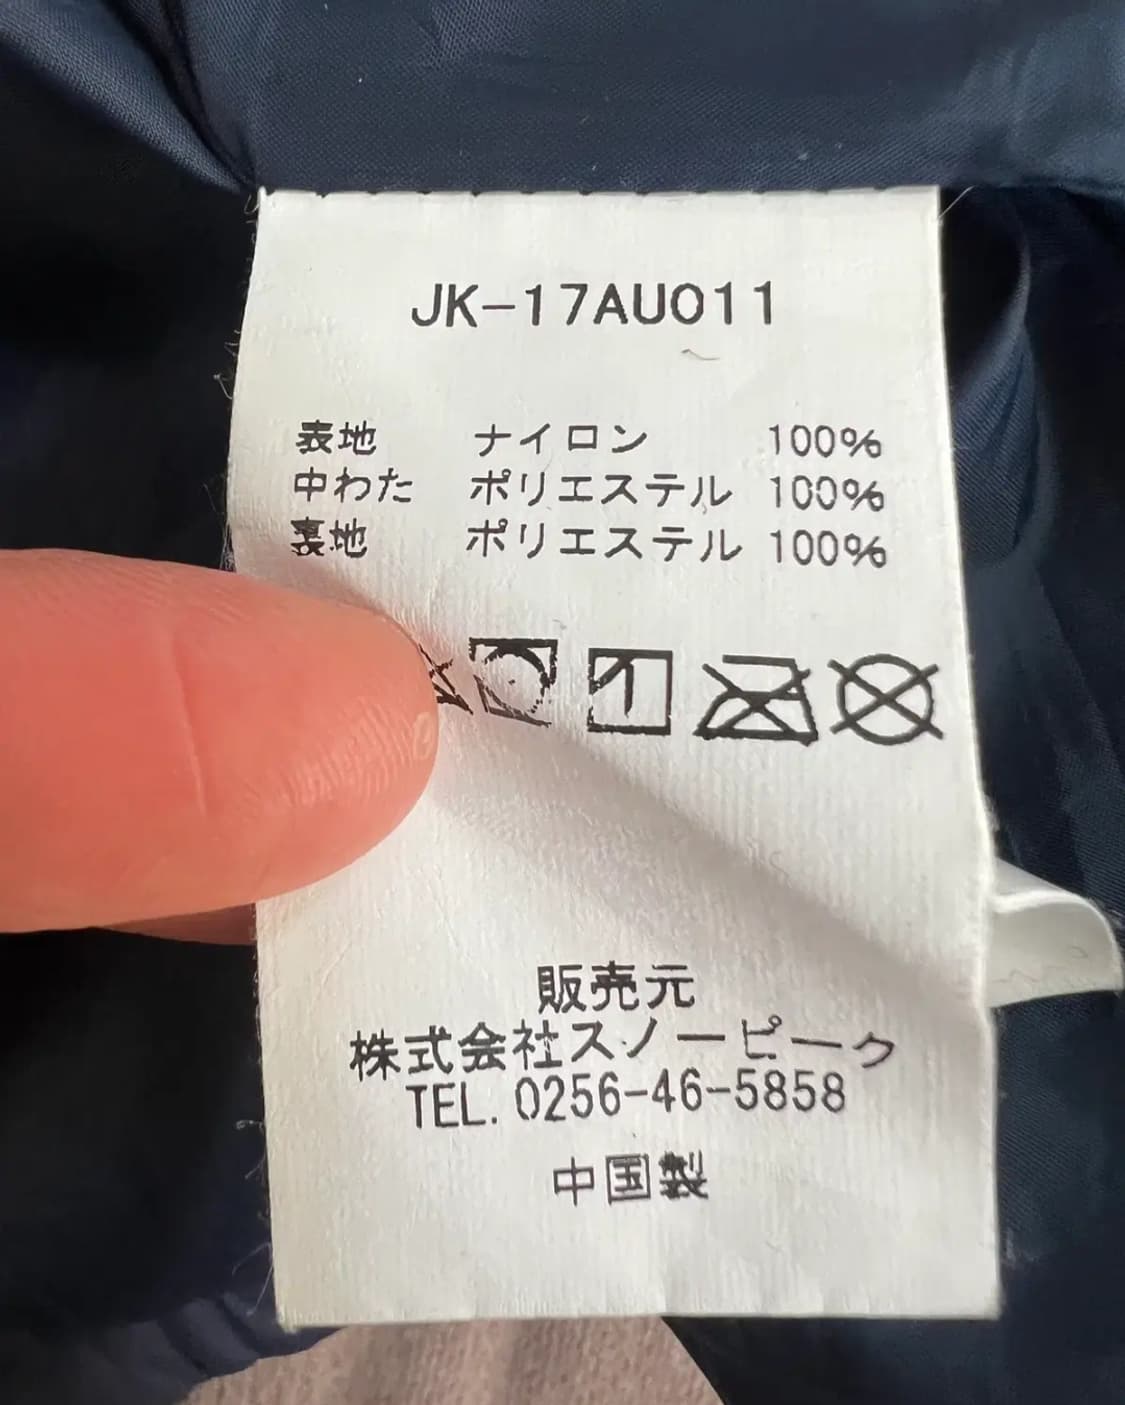 JK-17AU011
表地 ナイロン 100%
中わた ポリエステル 100%
裏地 ポリエステル 100%
販売元
株式会社スノーピーク
TEL. 0256-46-5858
中国製